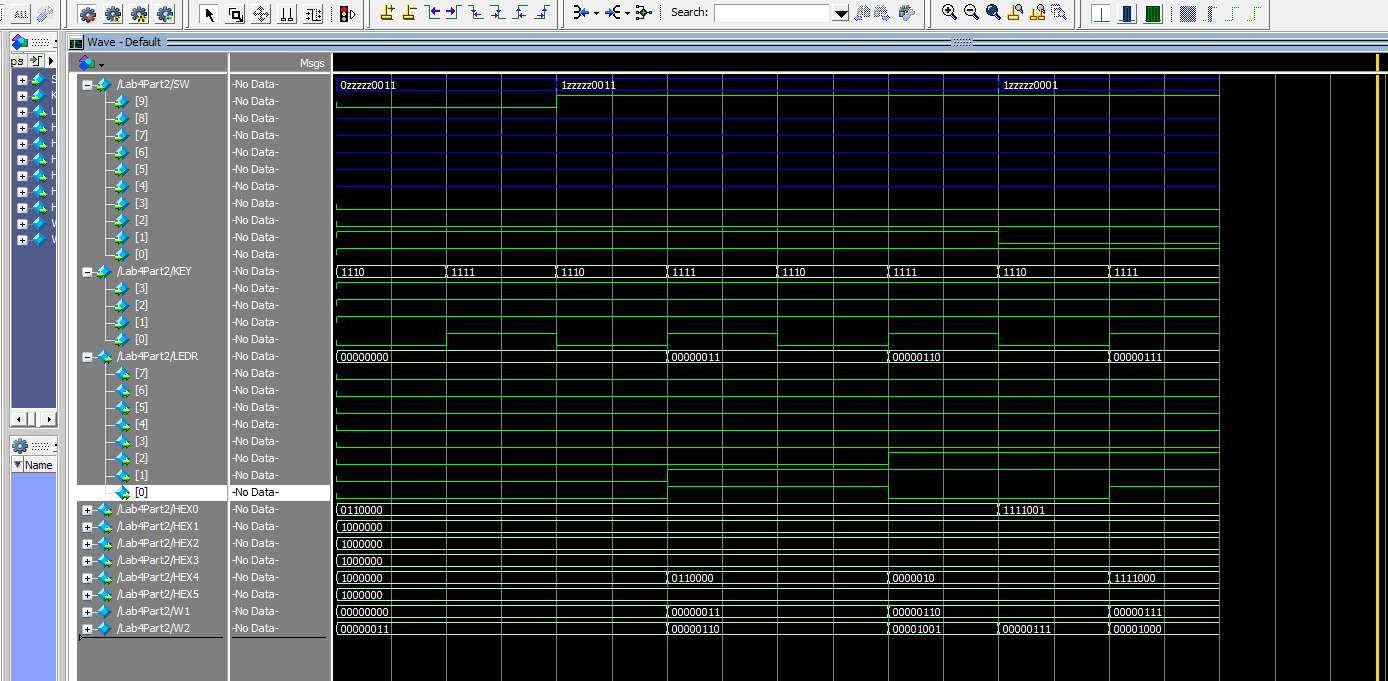 Search:
Wave - Default
Msgs
ps
/Lab4Part2/SW -No Data- 0zzzzz0011 1zzzzz0011 1zzzzz0001
[9] -No Data-
[8] -No Data-
[7] -No Data-
[6] -No Data-
[5] -No Data-
[4] -No Data-
[3] -No Data-
[2] -No Data-
[1] -No Data-
[0] -No Data-
/Lab4Part2/KEY -No Data- 1110 1111 1110 1111 1110 1111 1110 1111
[3] -No Data-
[2] -No Data-
[1] -No Data-
[0] -No Data-
/Lab4Part2/LEDR -No Data- 00000000 00000011 00000110 00000111
[7] -No Data-
[6] -No Data-
[5] -No Data-
[4] -No Data-
[3] -No Data-
[2] -No Data-
[1] -No Data-
[0] -No Data-
/Lab4Part2/HEX0 -No Data- 0110000 1111001
/Lab4Part2/HEX1 -No Data- 1000000
/Lab4Part2/HEX2 -No Data- 1000000
/Lab4Part2/HEX3 -No Data- 1000000
/Lab4Part2/HEX4 -No Data- 1000000 0110000 0000010 1111000
/Lab4Part2/HEX5 -No Data- 1000000
/Lab4Part2/W1 -No Data- 00000000 00000011 00000110 00000111
/Lab4Part2/W2 -No Data- 00000011 00000110 00001001 00000111 00001000
Name